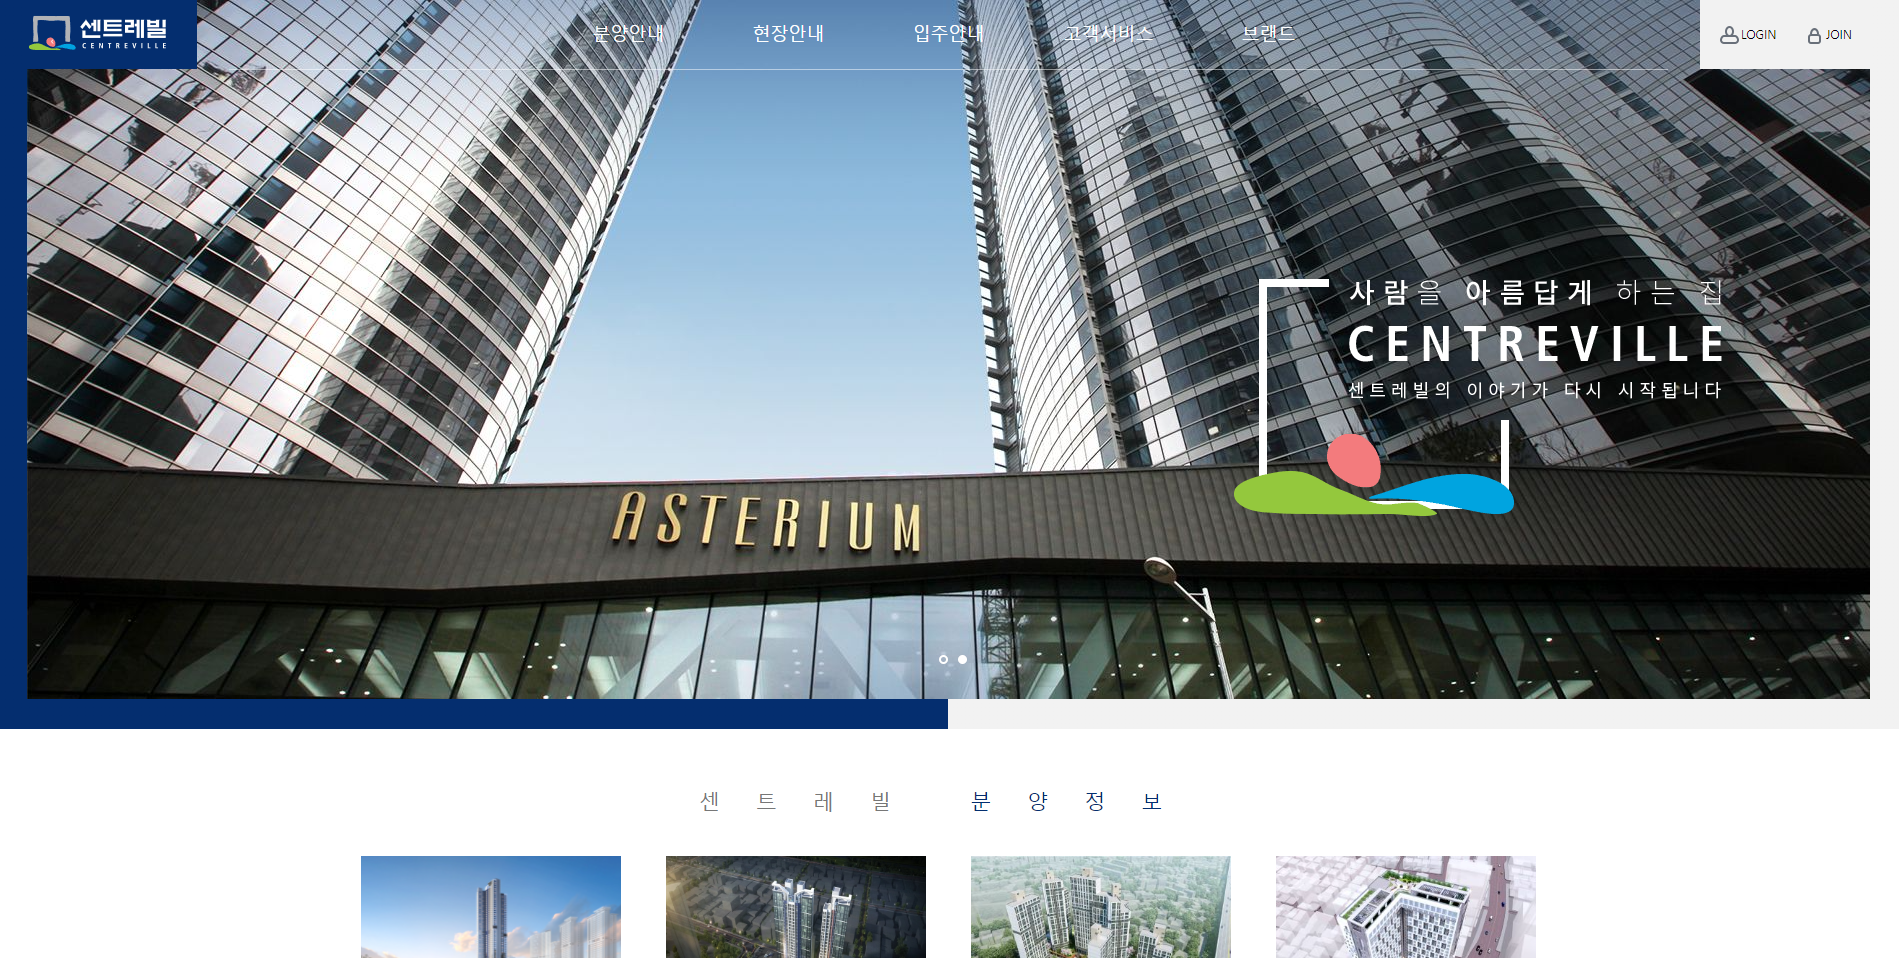 센트레빌
CENTREVILLE
분양안내 현장안내 입주안내 고객서비스 브랜드
LOGIN JOIN
사람을 아름답게 하는 집
CENTREVILLE
센트레빌의 이야기가 다시 시작됩니다
ASTERIUM
센트레빌 분양정보